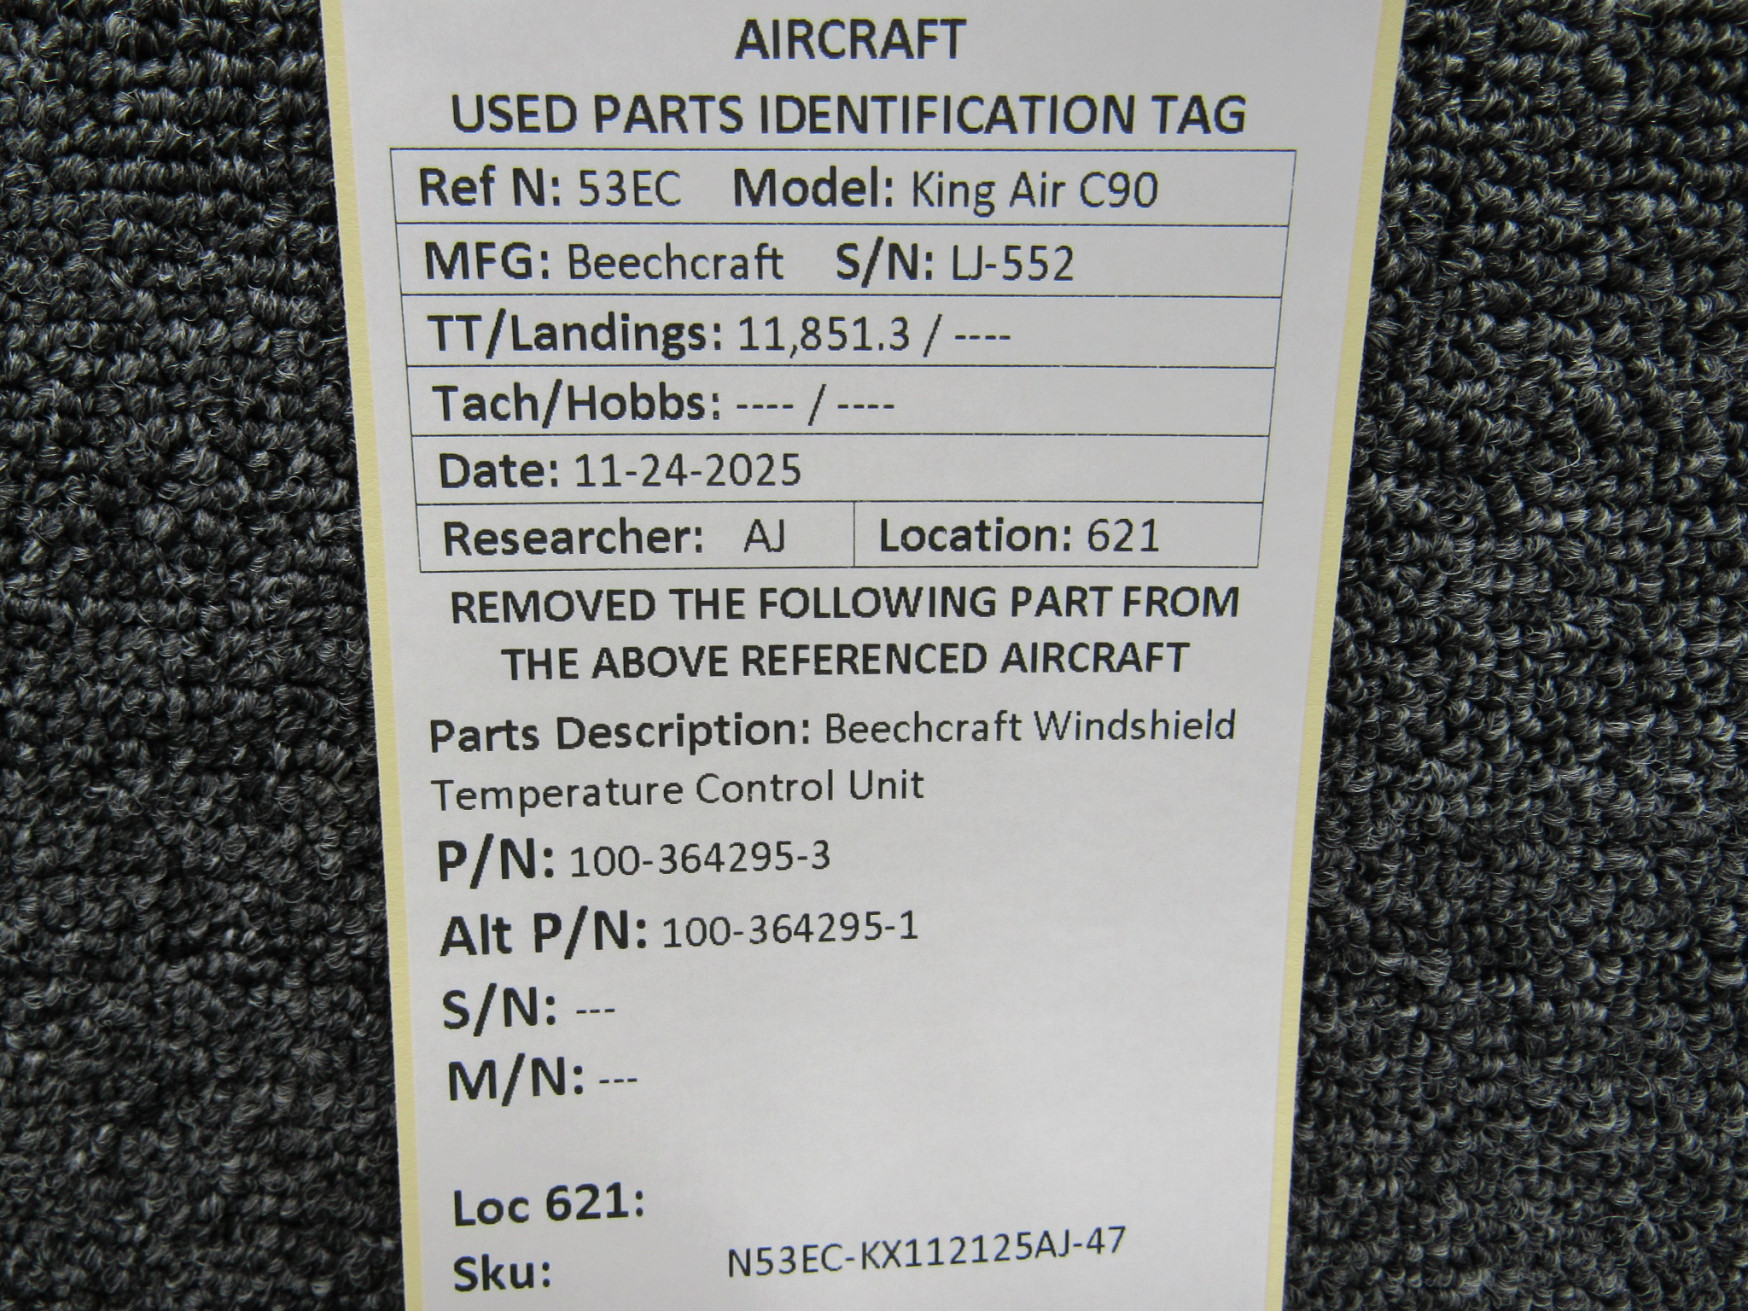 AIRCRAFT
USED PARTS IDENTIFICATION TAG
Ref N: 53EC Model: King Air C90
MFG: Beechcraft S/N: LJ-552
TT/Landings: 11,851.3 / ----
Tach/Hobbs: ---- / ----
Date: 11-24-2025
Researcher: AJ Location: 621
REMOVED THE FOLLOWING PART FROM
THE ABOVE REFERENCED AIRCRAFT
Parts Description: Beechcraft Windshield
Temperature Control Unit
P/N: 100-364295-3
Alt P/N: 100-364295-1
S/N: ---
M/N: ---
Loc 621:
Sku: N53EC-KX112125AJ-47